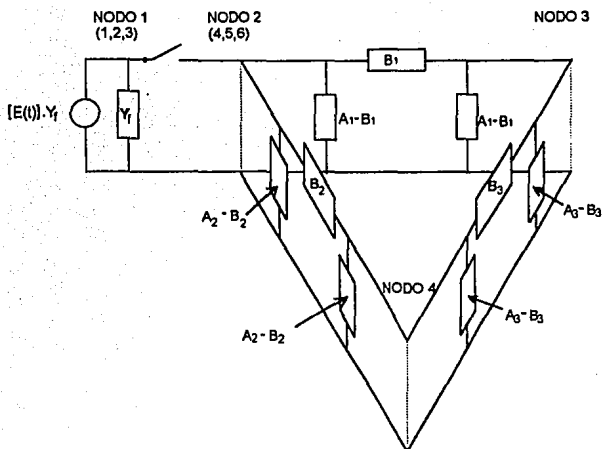 NODO 1
(1,2,3)
NODO 2
(4,5,6)
NODO 3
B1
[E(t)].Yf
Yf
A1-B1
A1-B1
B2
B3
A2-B2
A3-B3
NODO 4
A2-B2
A3-B3